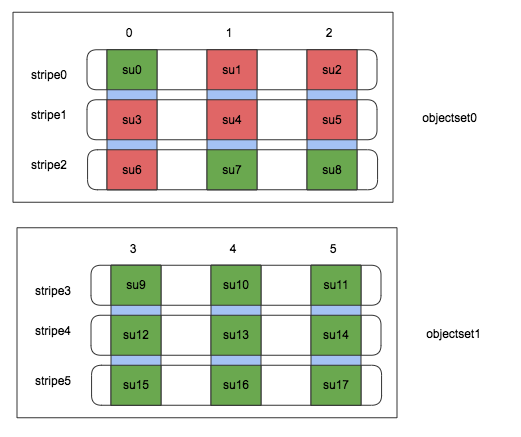 0 1 2
stripe0 su0 su1 su2
stripe1 su3 su4 su5 objectset0
stripe2 su6 su7 su8
3 4 5
stripe3 su9 su10 su11
stripe4 su12 su13 su14 objectset1
stripe5 su15 su16 su17